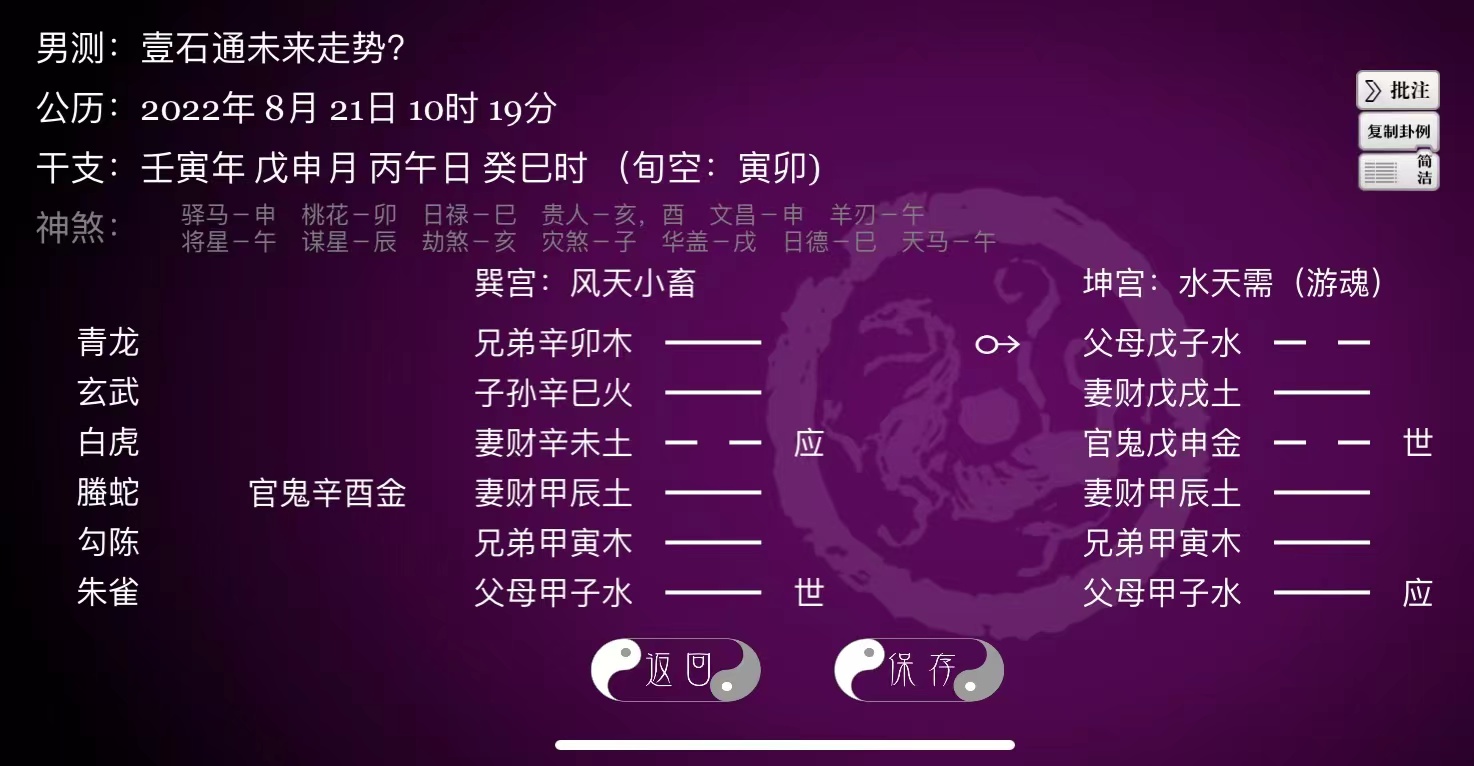 男测：壹石通未来走势？
公历：2022年 8月 21日 10时 19分
干支：壬寅年 戊申月 丙午日 癸巳时 （旬空：寅卯)
神煞：
驿马－申 桃花－卯 日禄－巳 贵人－亥，酉 文昌－申 羊刃－午
将星－午 谋星－辰 劫煞－亥 灾煞－子 华盖－戌 日德－巳 天马－午
》 批注
复制卦例
简洁
巽宫：风天小畜 坤宫：水天需（游魂）
青龙 兄弟辛卯木 父母戊子水
玄武 子孙辛巳火 妻财戊戌土
白虎 妻财辛未土 应 官鬼戊申金 世
螣蛇 官鬼辛酉金 妻财甲辰土 妻财甲辰土
勾陈 兄弟甲寅木 兄弟甲寅木
朱雀 父母甲子水 世 父母甲子水 应
返回 保存